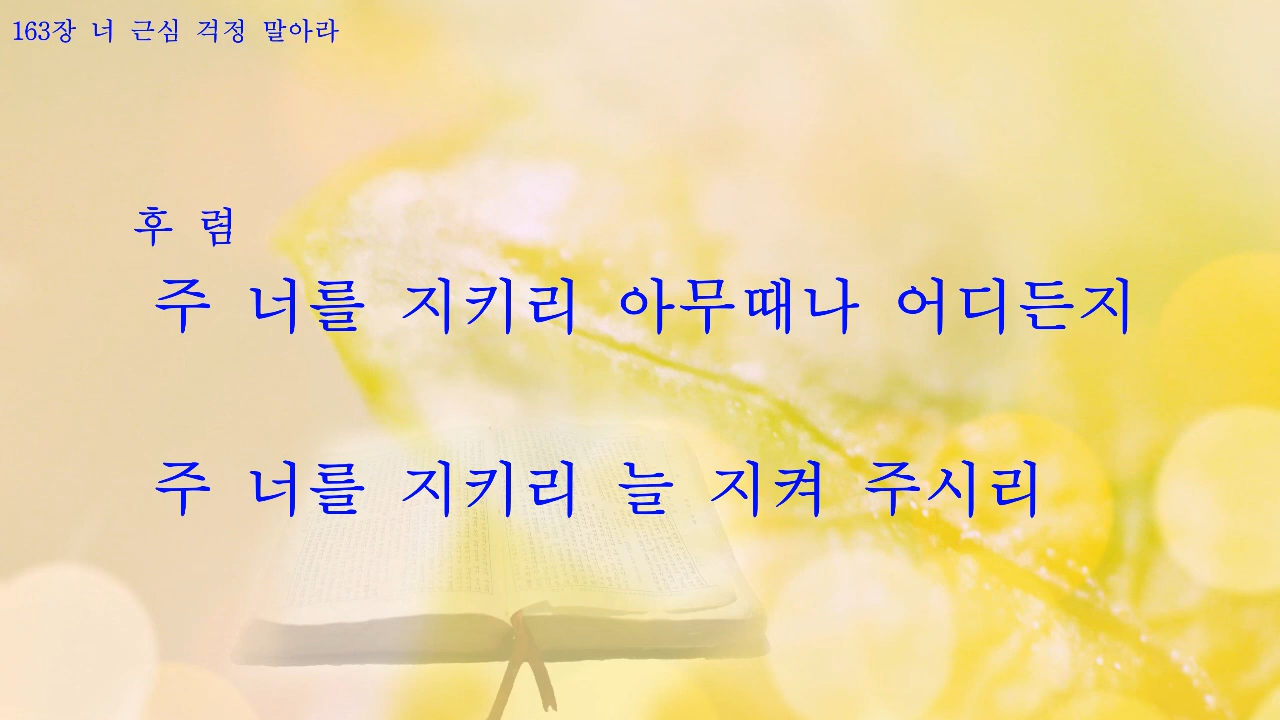 163장 너 근심 걱정 말아라
후 렴
주 너를 지키리 아무때나 어디든지
주 너를 지키리 늘 지켜 주시리